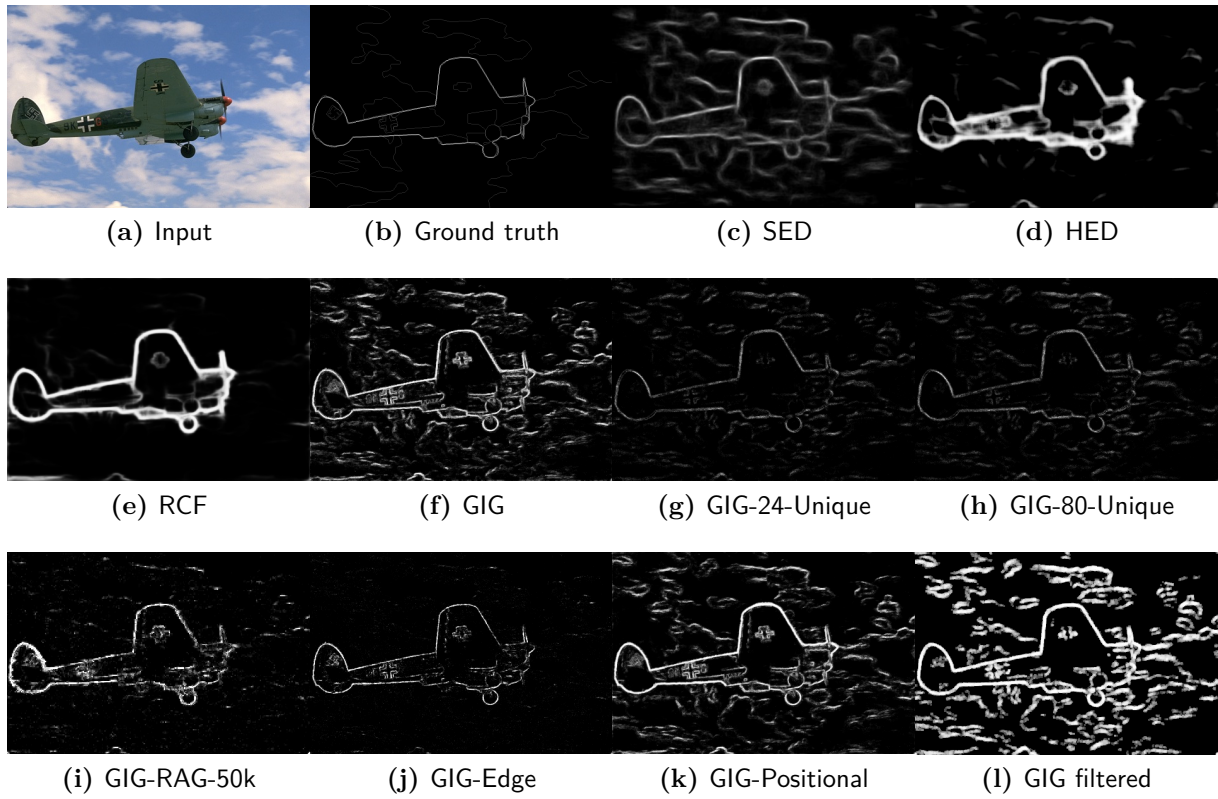 (a) Input
(b) Ground truth
(c) SED
(d) HED
(e) RCF
(f) GIG
(g) GIG-24-Unique
(h) GIG-80-Unique
(i) GIG-RAG-50k
(j) GIG-Edge
(k) GIG-Positional
(l) GIG filtered